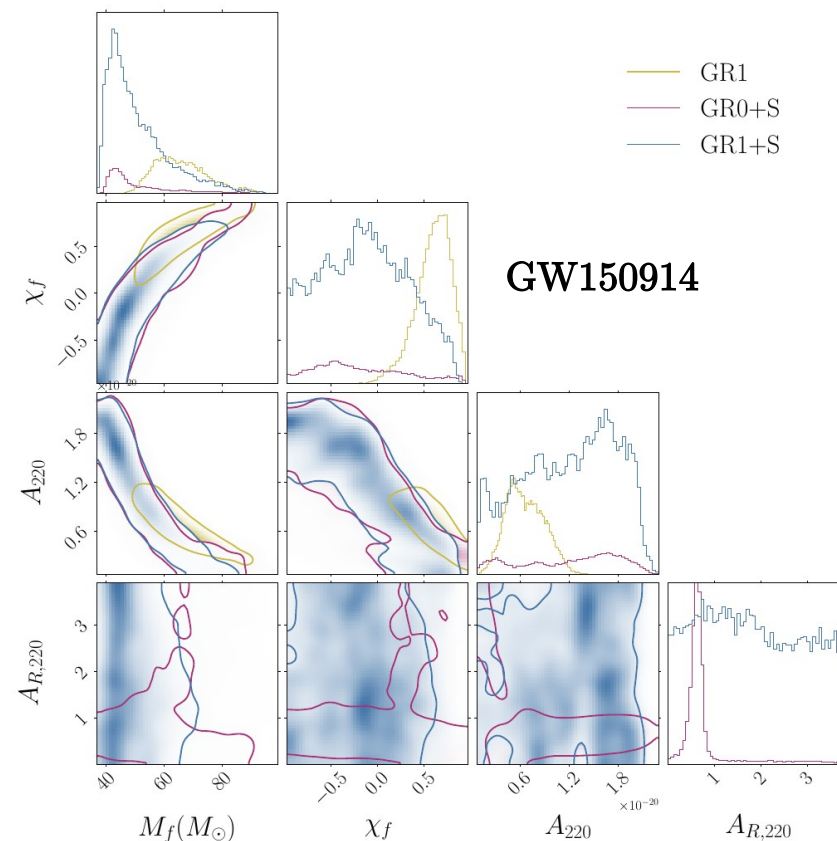 GR1
GR0+S
GR1+S
GW150914
χf
0.5
0.0
−0.5
×10⁻²⁰
A220
1.8
1.2
0.6
AR,220
3
2
1
40 60 80
−0.5 0.0 0.5
0.6 1.2 1.8
1 2 3
×10⁻²⁰
Mf(M⊙) χf A220 AR,220